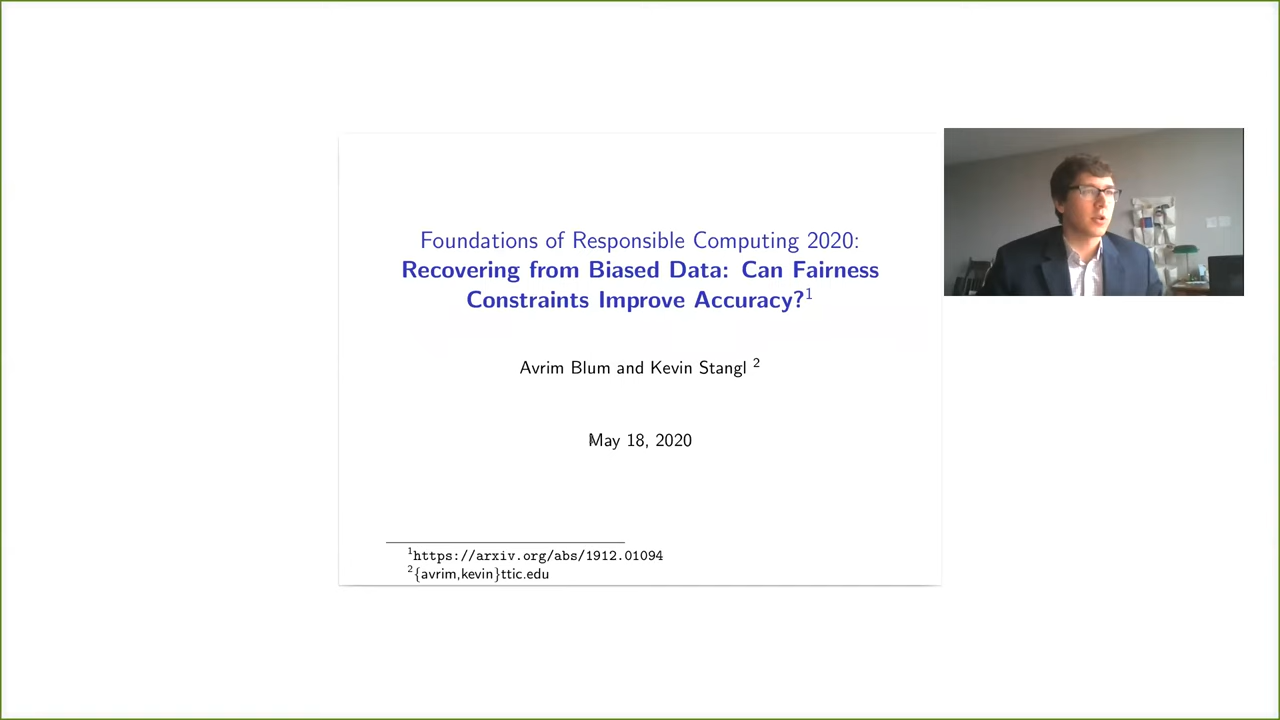 Foundations of Responsible Computing 2020:
Recovering from Biased Data: Can Fairness
Constraints Improve Accuracy?1
Avrim Blum and Kevin Stangl 2
May 18, 2020
1https://arxiv.org/abs/1912.01094
2{avrim,kevin}ttic.edu